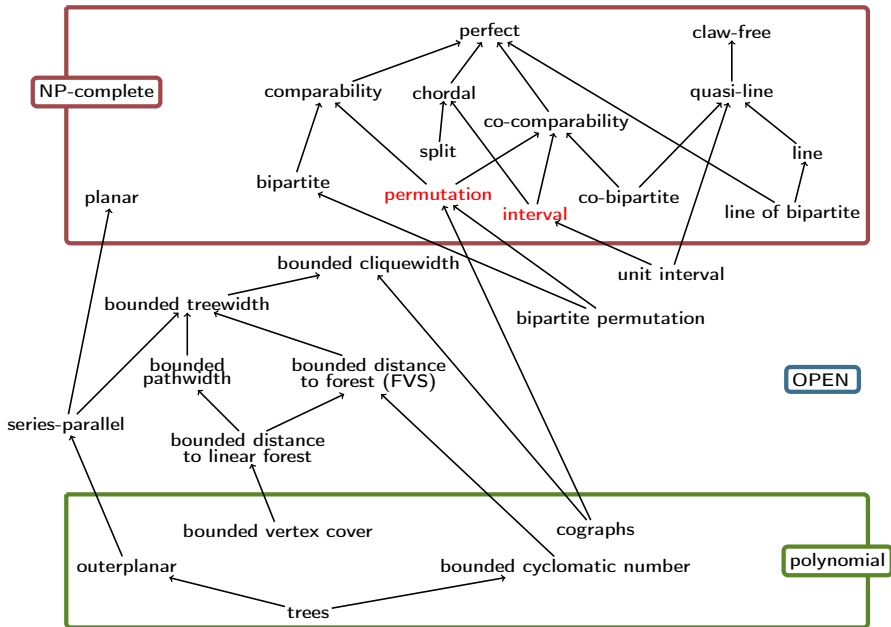 perfect
claw-free
NP-complete
comparability
chordal
quasi-line
co-comparability
split
line
bipartite
planar
permutation
interval
co-bipartite
line of bipartite
bounded cliquewidth
unit interval
bounded treewidth
bipartite permutation
bounded
pathwidth
bounded distance
to forest (FVS)
OPEN
series-parallel
bounded distance
to linear forest
bounded vertex cover
cographs
outerplanar
bounded cyclomatic number
polynomial
trees